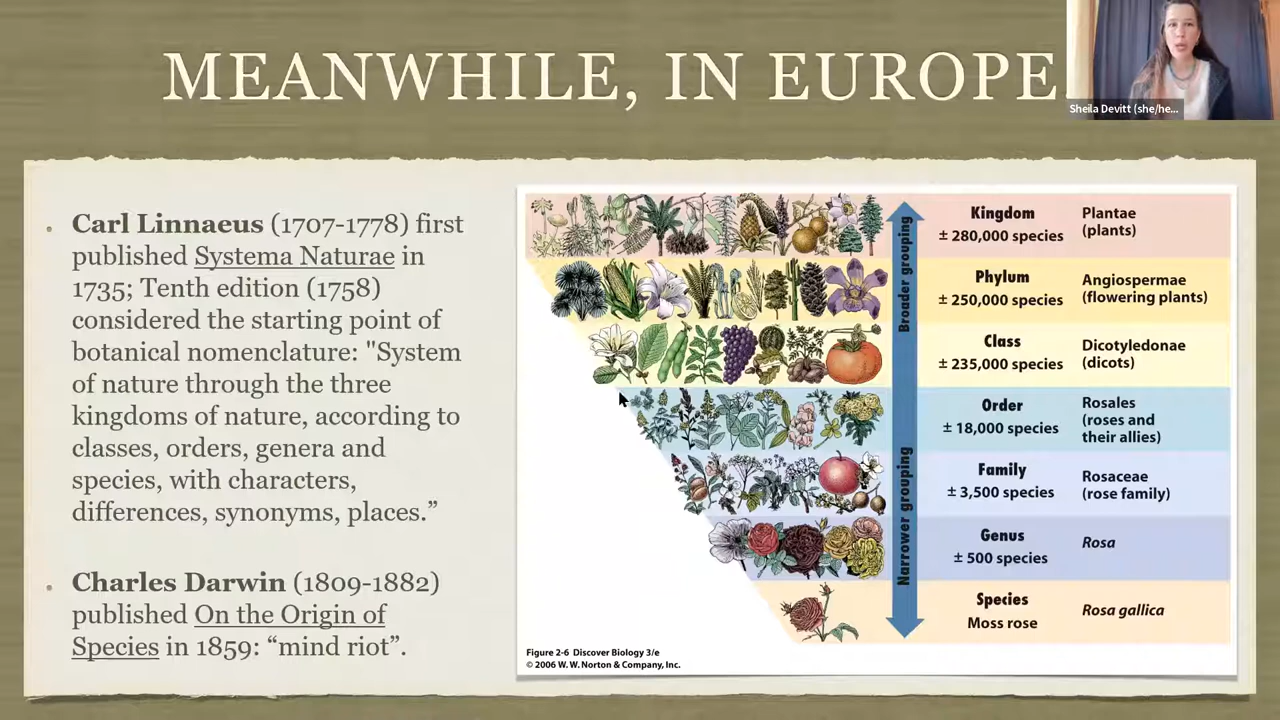 MEANWHILE, IN EUROPE
Sheila Devitt (she/he...
Carl Linnaeus (1707-1778) first
published Systema Naturae in
1735; Tenth edition (1758)
considered the starting point of
botanical nomenclature: "System
of nature through the three
kingdoms of nature, according to
classes, orders, genera and
species, with characters,
differences, synonyms, places.”
Charles Darwin (1809-1882)
published On the Origin of
Species in 1859: “mind riot”.
Broader grouping
Narrower grouping
Kingdom
± 280,000 species
Plantae
(plants)
Phylum
± 250,000 species
Angiospermae
(flowering plants)
Class
± 235,000 species
Dicotyledonae
(dicots)
Order
± 18,000 species
Rosales
(roses and
their allies)
Family
± 3,500 species
Rosaceae
(rose family)
Genus
± 500 species
Rosa
Species
Moss rose
Rosa gallica
Figure 2-6 Discover Biology 3/e
© 2006 W. W. Norton & Company, Inc.